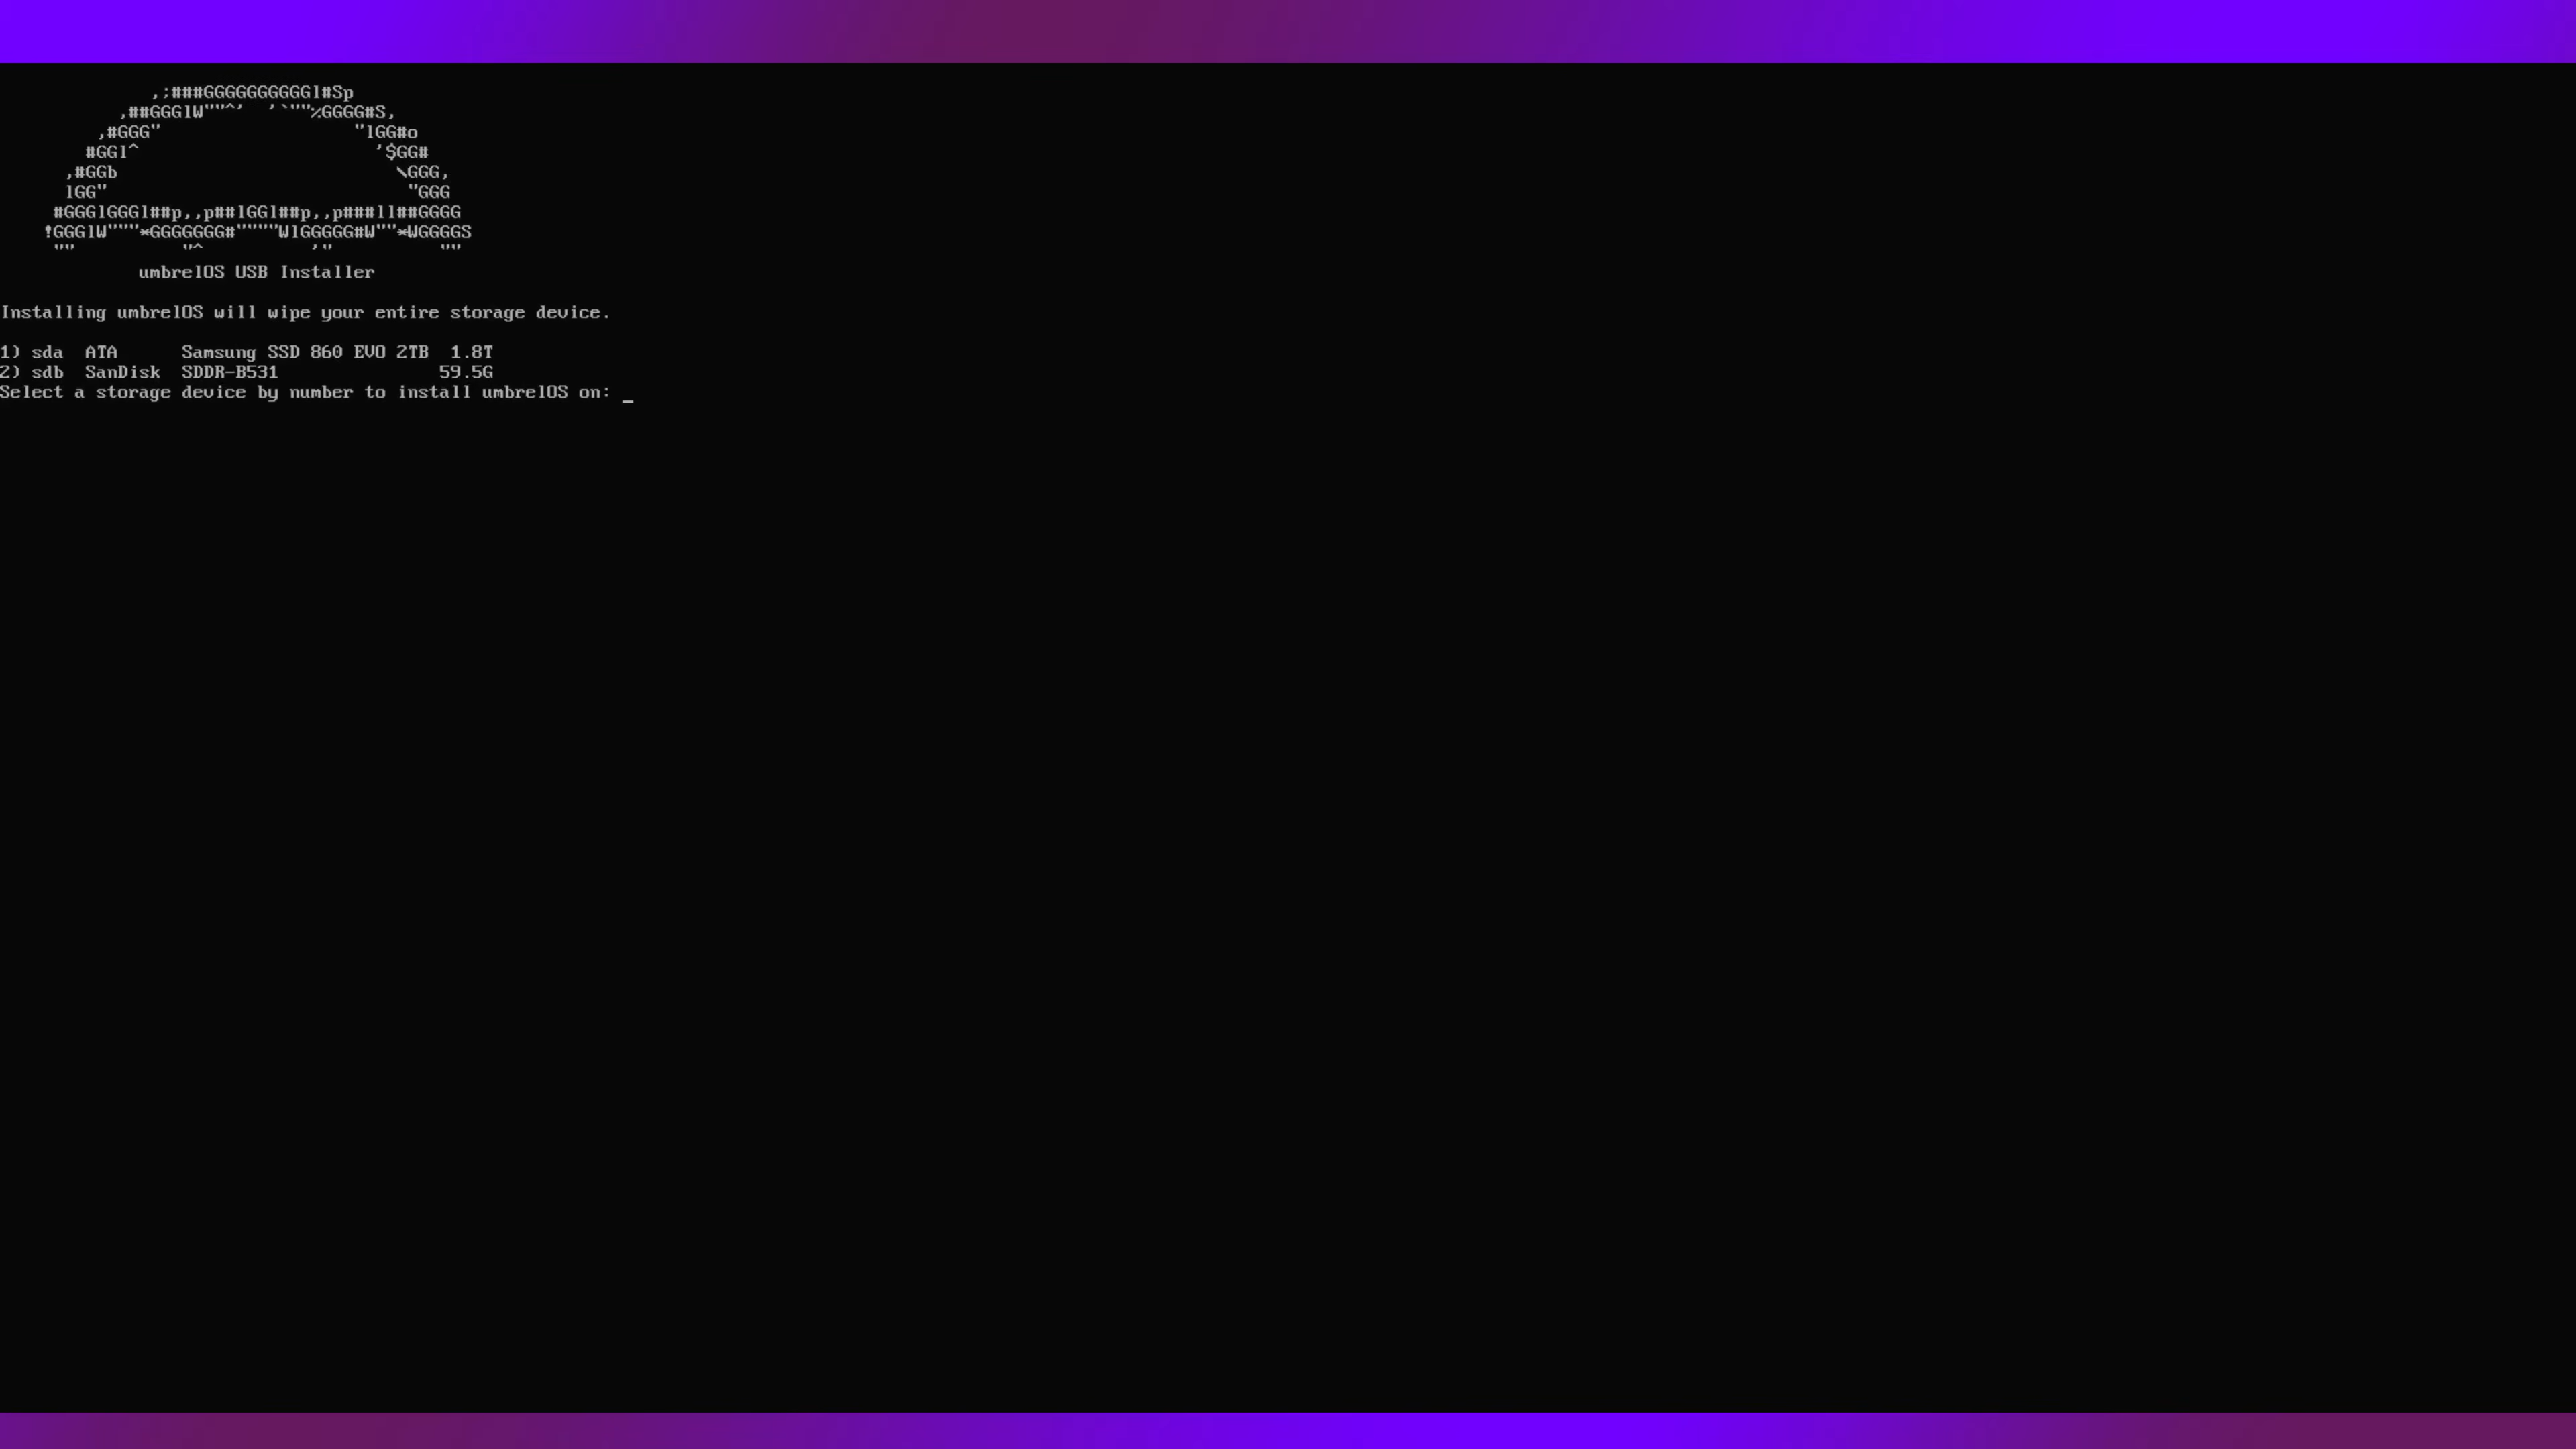 ,;###GGGGGGGGGGl#Sp
,##GGGlW""^'  '`""%GGGG#S,
,#GGG"                  "lGG#o
#GGl^                      '$GG#
,#GGb                          \GGG,
lGG"                            "GGG
#GGGlGGGl##p,,p##lGGl##p,,p###ll##GGGG
!GGGlW"""*GGGGGGG#""""WlGGGGG#W""*WGGGGS
""          "^          '"          ""
umbrelOS USB Installer
Installing umbrelOS will wipe your entire storage device.
1) sda  ATA      Samsung SSD 860 EVO 2TB  1.8T
2) sdb  SanDisk  SDDR-B531               59.5G
Select a storage device by number to install umbrelOS on: _